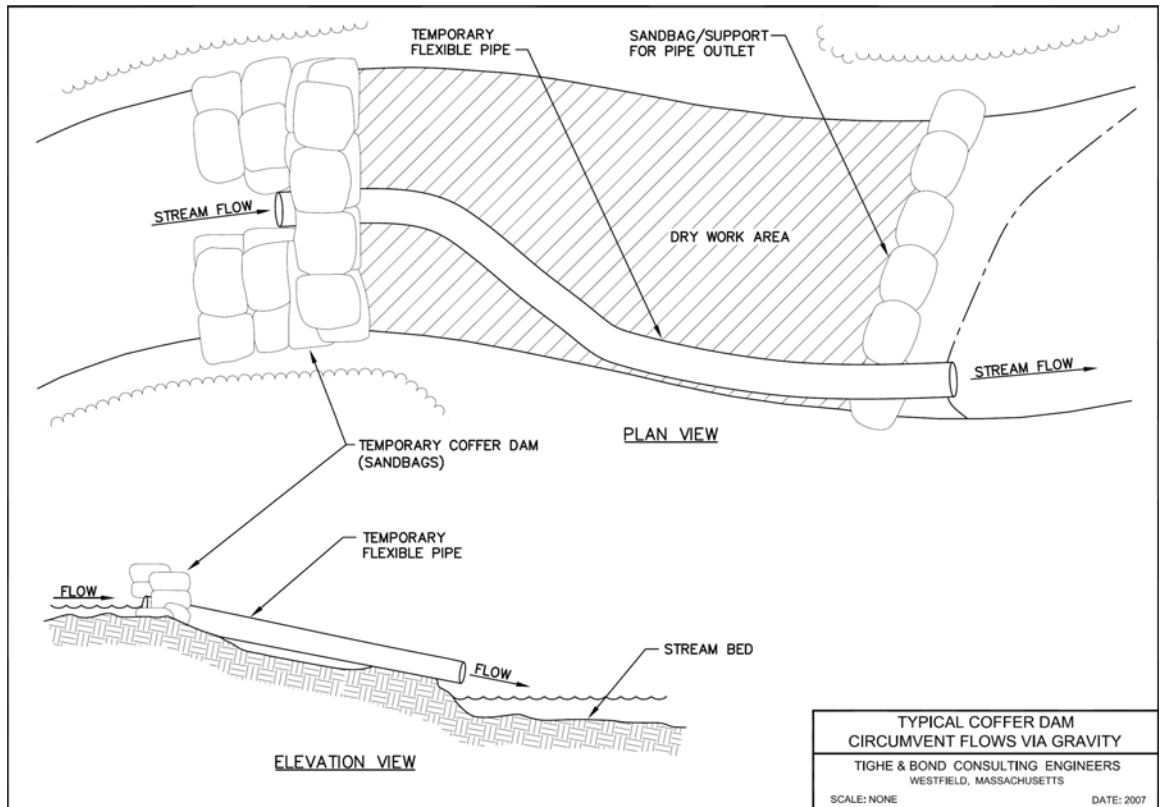 TEMPORARY
FLEXIBLE PIPE
SANDBAG/SUPPORT
FOR PIPE OUTLET
STREAM FLOW
DRY WORK AREA
STREAM FLOW
PLAN VIEW
TEMPORARY COFFER DAM
(SANDBAGS)
TEMPORARY
FLEXIBLE PIPE
FLOW
FLOW
STREAM BED
ELEVATION VIEW
TYPICAL COFFER DAM
CIRCUMVENT FLOWS VIA GRAVITY
TIGHE & BOND CONSULTING ENGINEERS
WESTFIELD, MASSACHUSETTS
SCALE: NONE
DATE: 2007